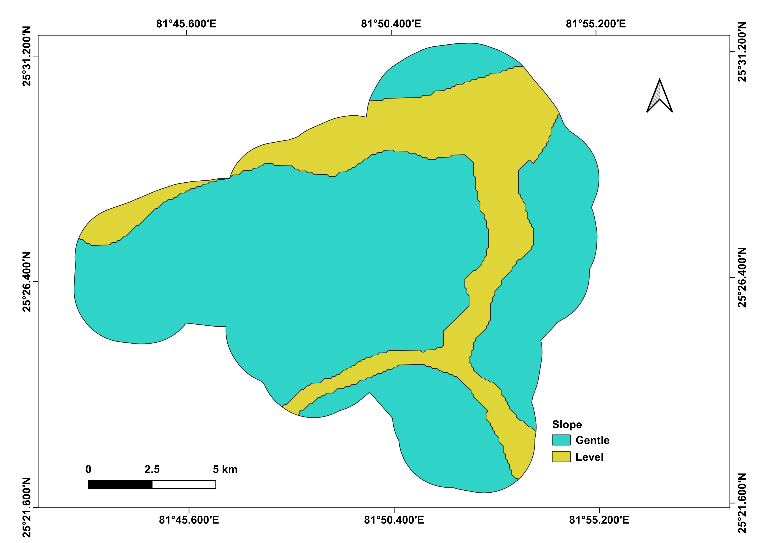 81°45.600'E 81°50.400'E 81°55.200'E
25°31.200'N 25°31.200'N
25°26.400'N 25°26.400'N
Slope
Gentle
Level
0 2.5 5 km
25°21.600'N 25°21.600'N
81°45.600'E 81°50.400'E 81°55.200'E